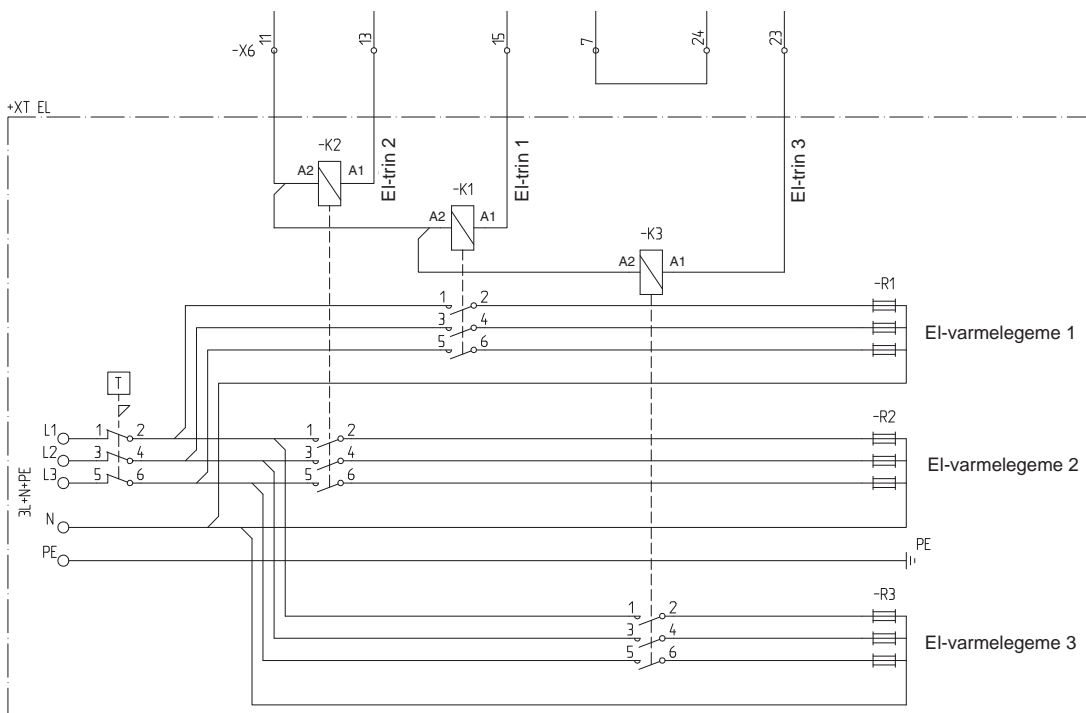 -X6 11 13 15 7 24 23
+XT EL
-K2
A2 A1
El-trin 2
-K1
A2 A1
El-trin 1
-K3
A2 A1
El-trin 3
1 2
3 4
5 6
-R1
El-varmelegeme 1
T
L1 1 2
L2 3 4
L3 5 6
N
PE
3L+N+PE
1 2
3 4
5 6
-R2
El-varmelegeme 2
PE
1 2
3 4
5 6
-R3
El-varmelegeme 3